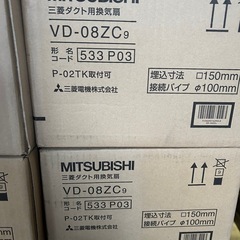 MITSUBISHI
三菱ダクト用換気扇
VD-08ZC9
形名コード 533 P03
P-02TK取付可
三菱電機株式会社
埋込寸法 □150mm
接続パイプ φ100mm
MITSUBISHI
三菱ダクト用換気扇
VD-08ZC9
形名コード 533 P03
P-02TK取付可
三菱電機株式会社
埋込寸法 □150mm
接続パイプ φ100mm